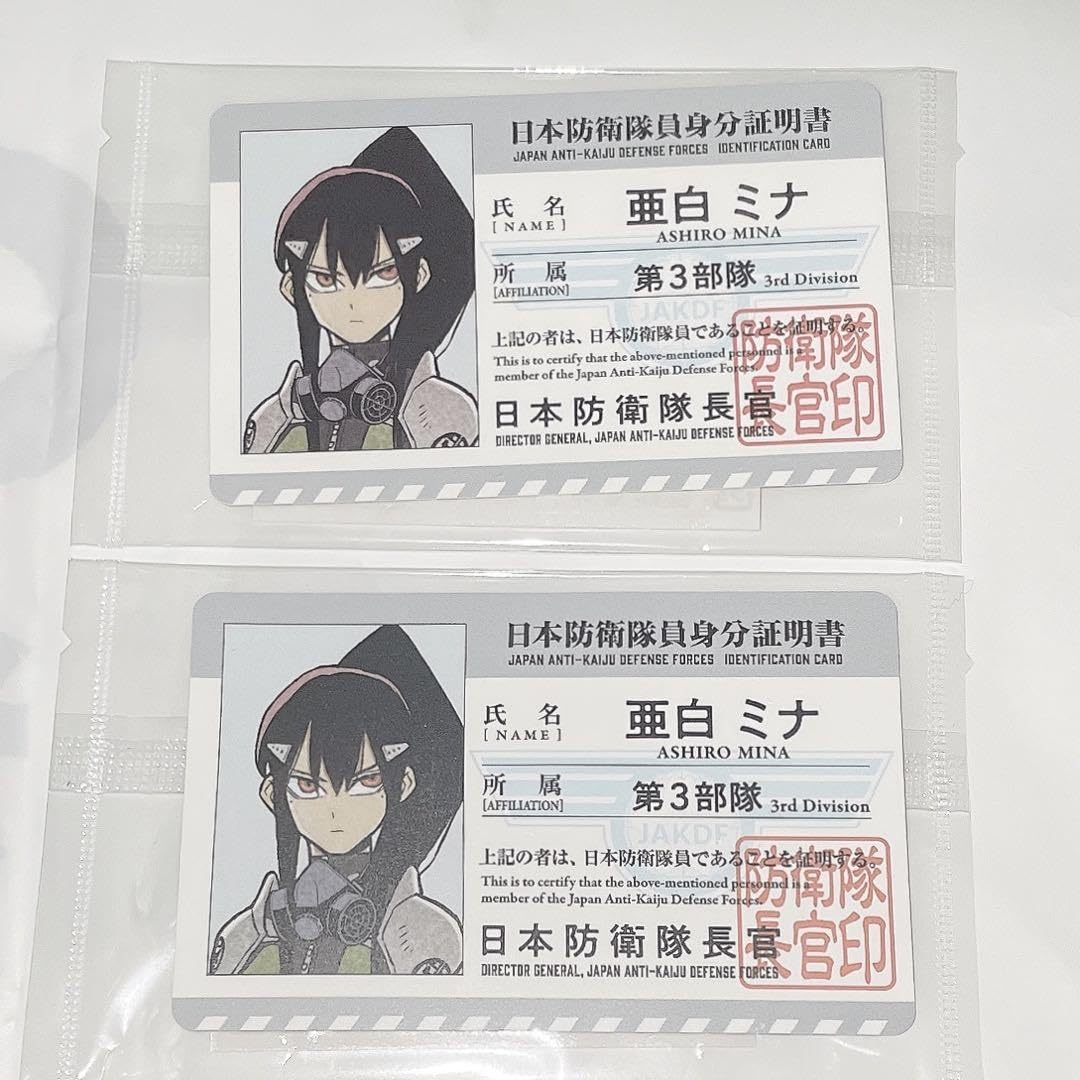 日本防衛隊員身分証明書
JAPAN ANTI-KAIJU DEFENSE FORCES IDENTIFICATION CARD
氏 名 亜白 ミナ
[NAME] ASHIRO MINA
所 属 第3部隊 3rd Division
[AFFILIATION]
JAKDF
上記の者は、日本防衛隊員であることを証明する。
This is to certify that the above-mentioned personnel is a
member of the Japan Anti-Kaiju Defense Forces.
日本防衛隊長官
DIRECTOR GENERAL, JAPAN ANTI-KAIJU DEFENSE FORCES
防衛隊
長官印
日本防衛隊員身分証明書
JAPAN ANTI-KAIJU DEFENSE FORCES IDENTIFICATION CARD
氏 名 亜白 ミナ
[NAME] ASHIRO MINA
所 属 第3部隊 3rd Division
[AFFILIATION]
JAKDF
上記の者は、日本防衛隊員であることを証明する。
This is to certify that the above-mentioned personnel is a
member of the Japan Anti-Kaiju Defense Forces.
日本防衛隊長官
DIRECTOR GENERAL, JAPAN ANTI-KAIJU DEFENSE FORCES
防衛隊
長官印